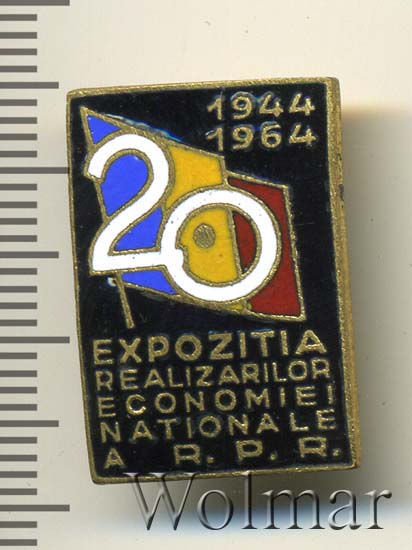 1944
1964
20
EXPOZITIA
REALIZARILOR
ECONOMIEI
NATIONALE
A R.P.R.
Wolmar